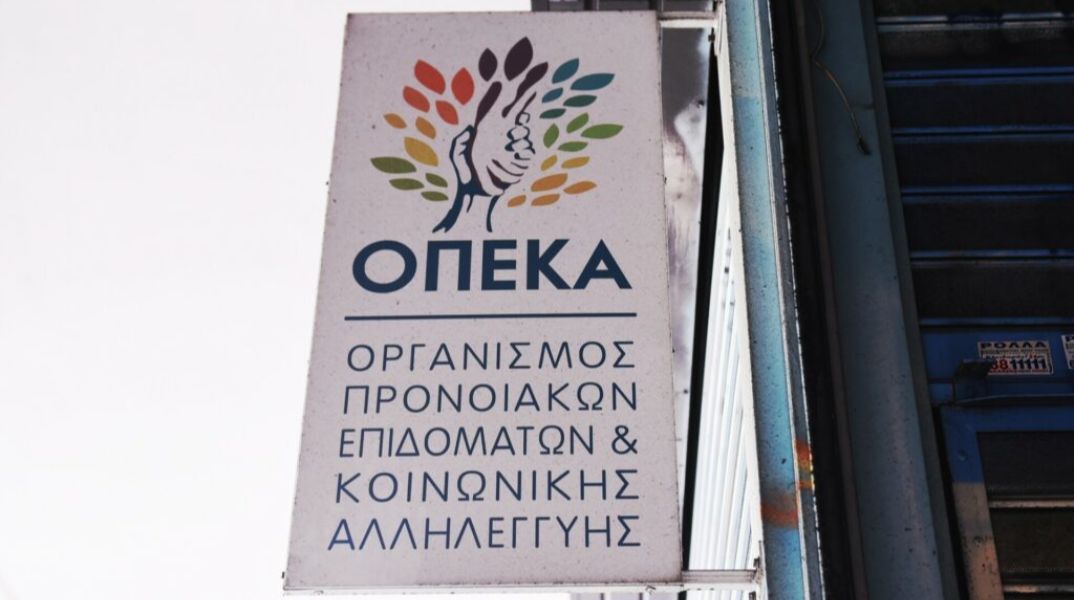 ΟΠΕΚΑ
ΟΡΓΑΝΙΣΜΟΣ
ΠΡΟΝΟΙΑΚΩΝ
ΕΠΙΔΟΜΑΤΩΝ &
ΚΟΙΝΩΝΙΚΗΣ
ΑΛΛΗΛΕΓΓΥΗΣ
ΡΟΛΛΑ